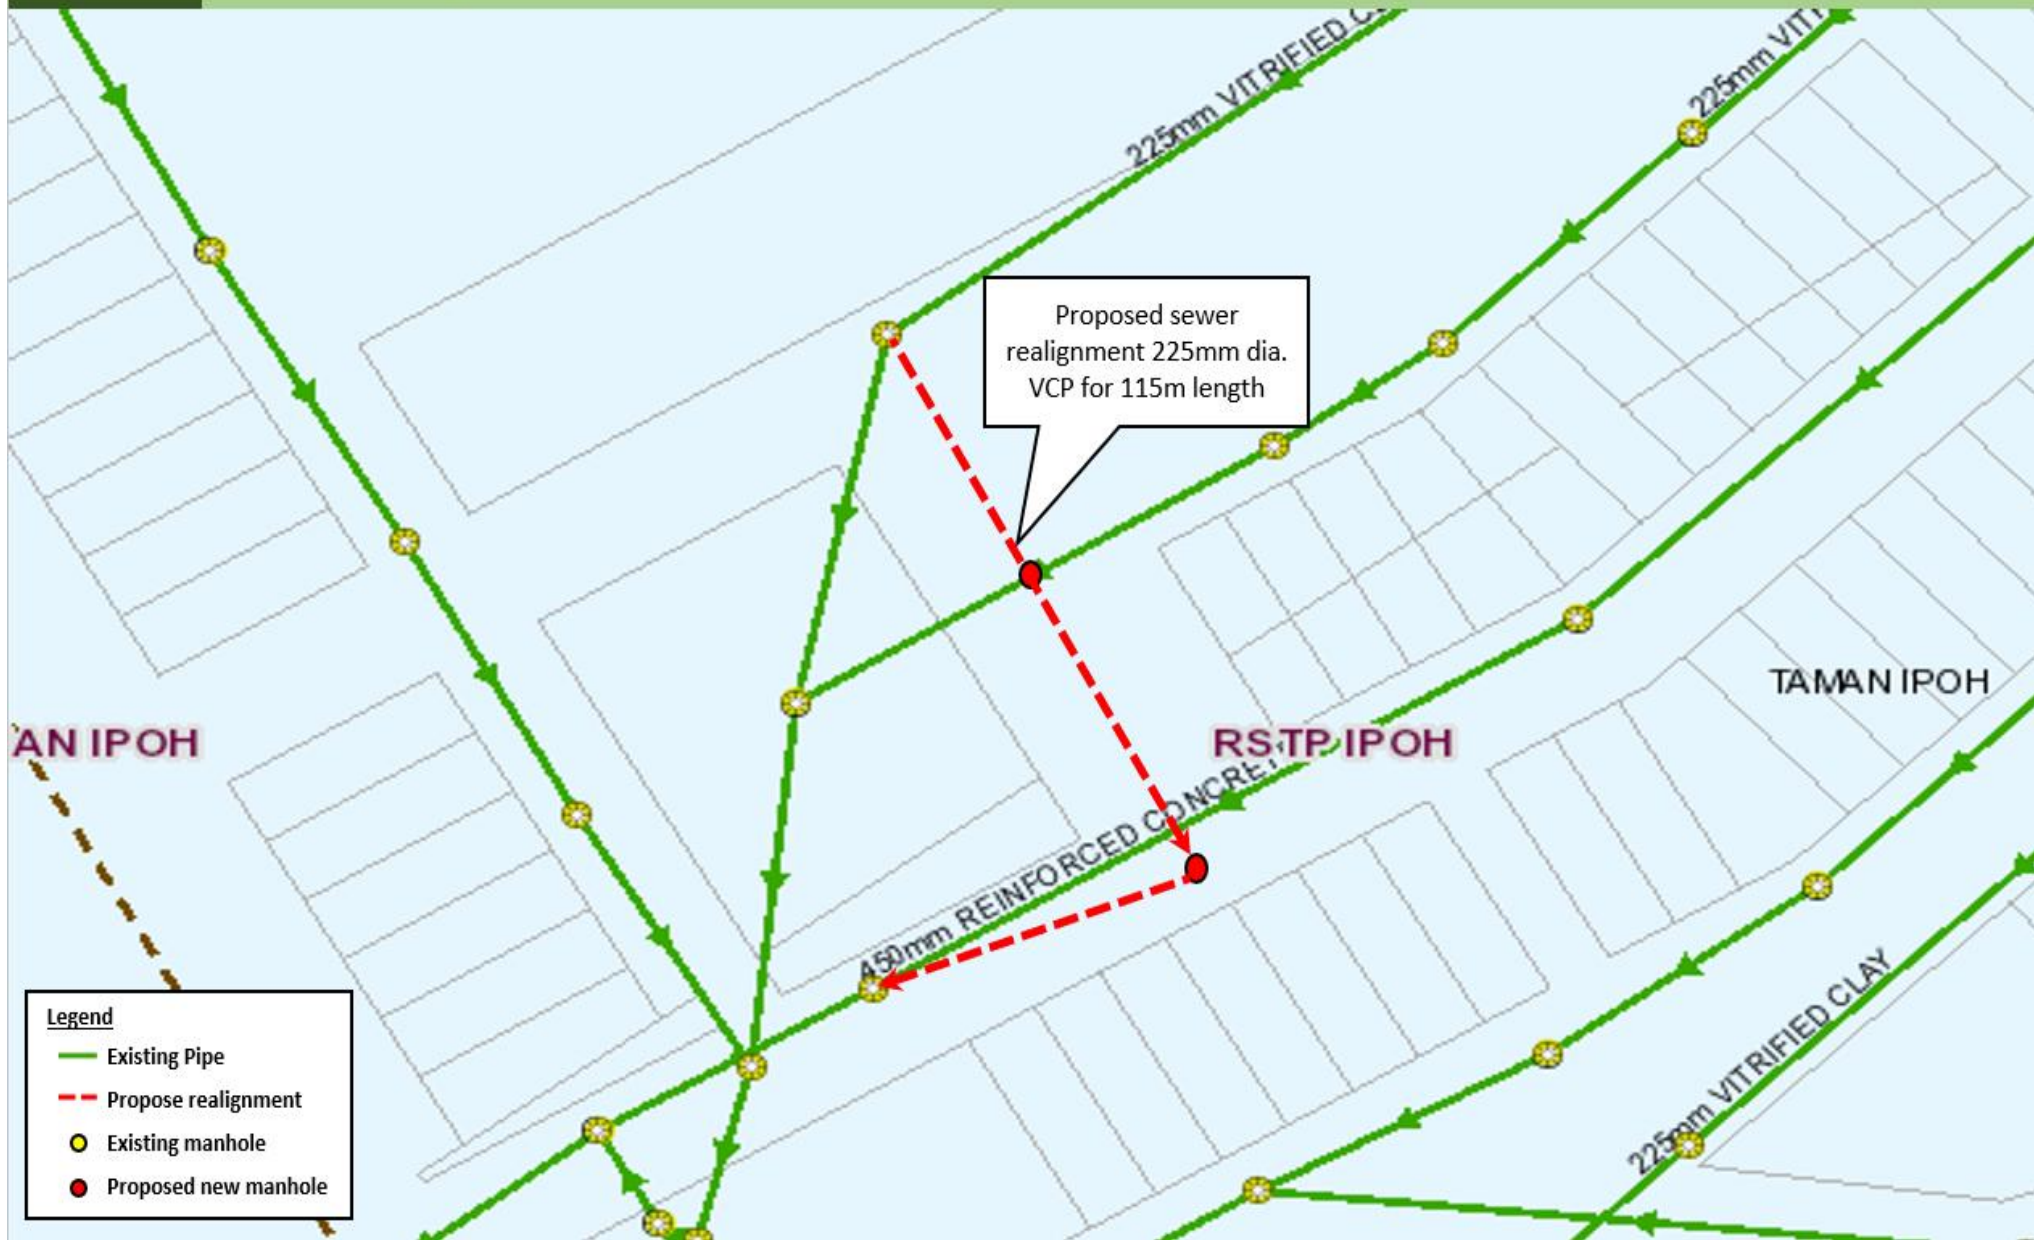 225mm VITRIFIED C
225mm VIT
Proposed sewer
realignment 225mm dia.
VCP for 115m length
TAMAN IPOH
AN IPOH
RSTP IPOH
450mm REINFORCED CONCRET
225mm VITRIFIED CLAY
Legend
Existing Pipe
Propose realignment
Existing manhole
Proposed new manhole